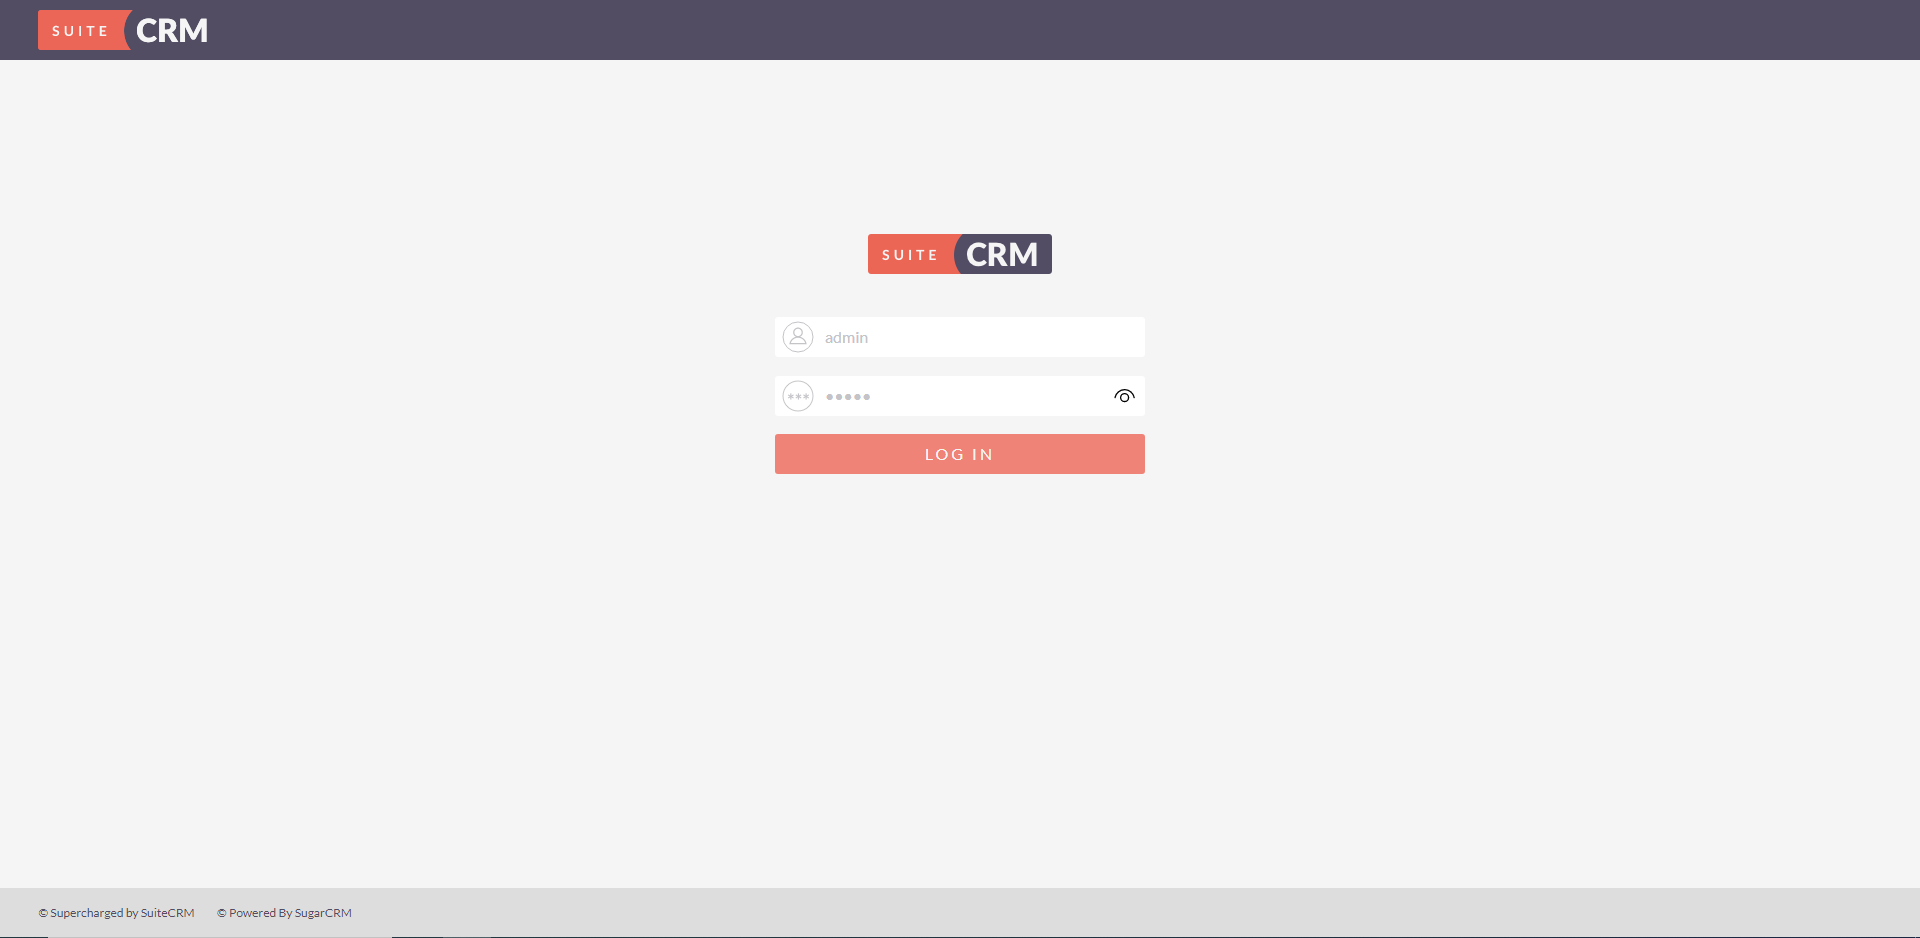 SUITE CRM
SUITE CRM
admin
•••••
LOG IN
© Supercharged by SuiteCRM © Powered By SugarCRM